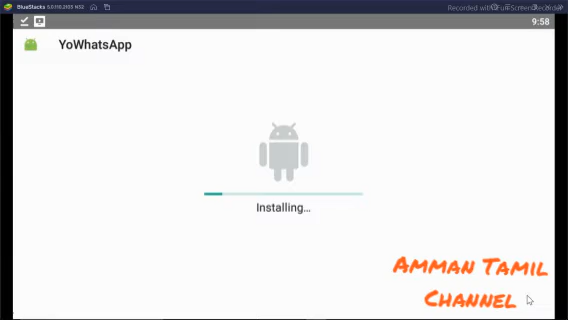 BlueStacks
Recorded with
9:58
YoWhatsApp
Installing...
AMMAN TAMIL
CHANNEL